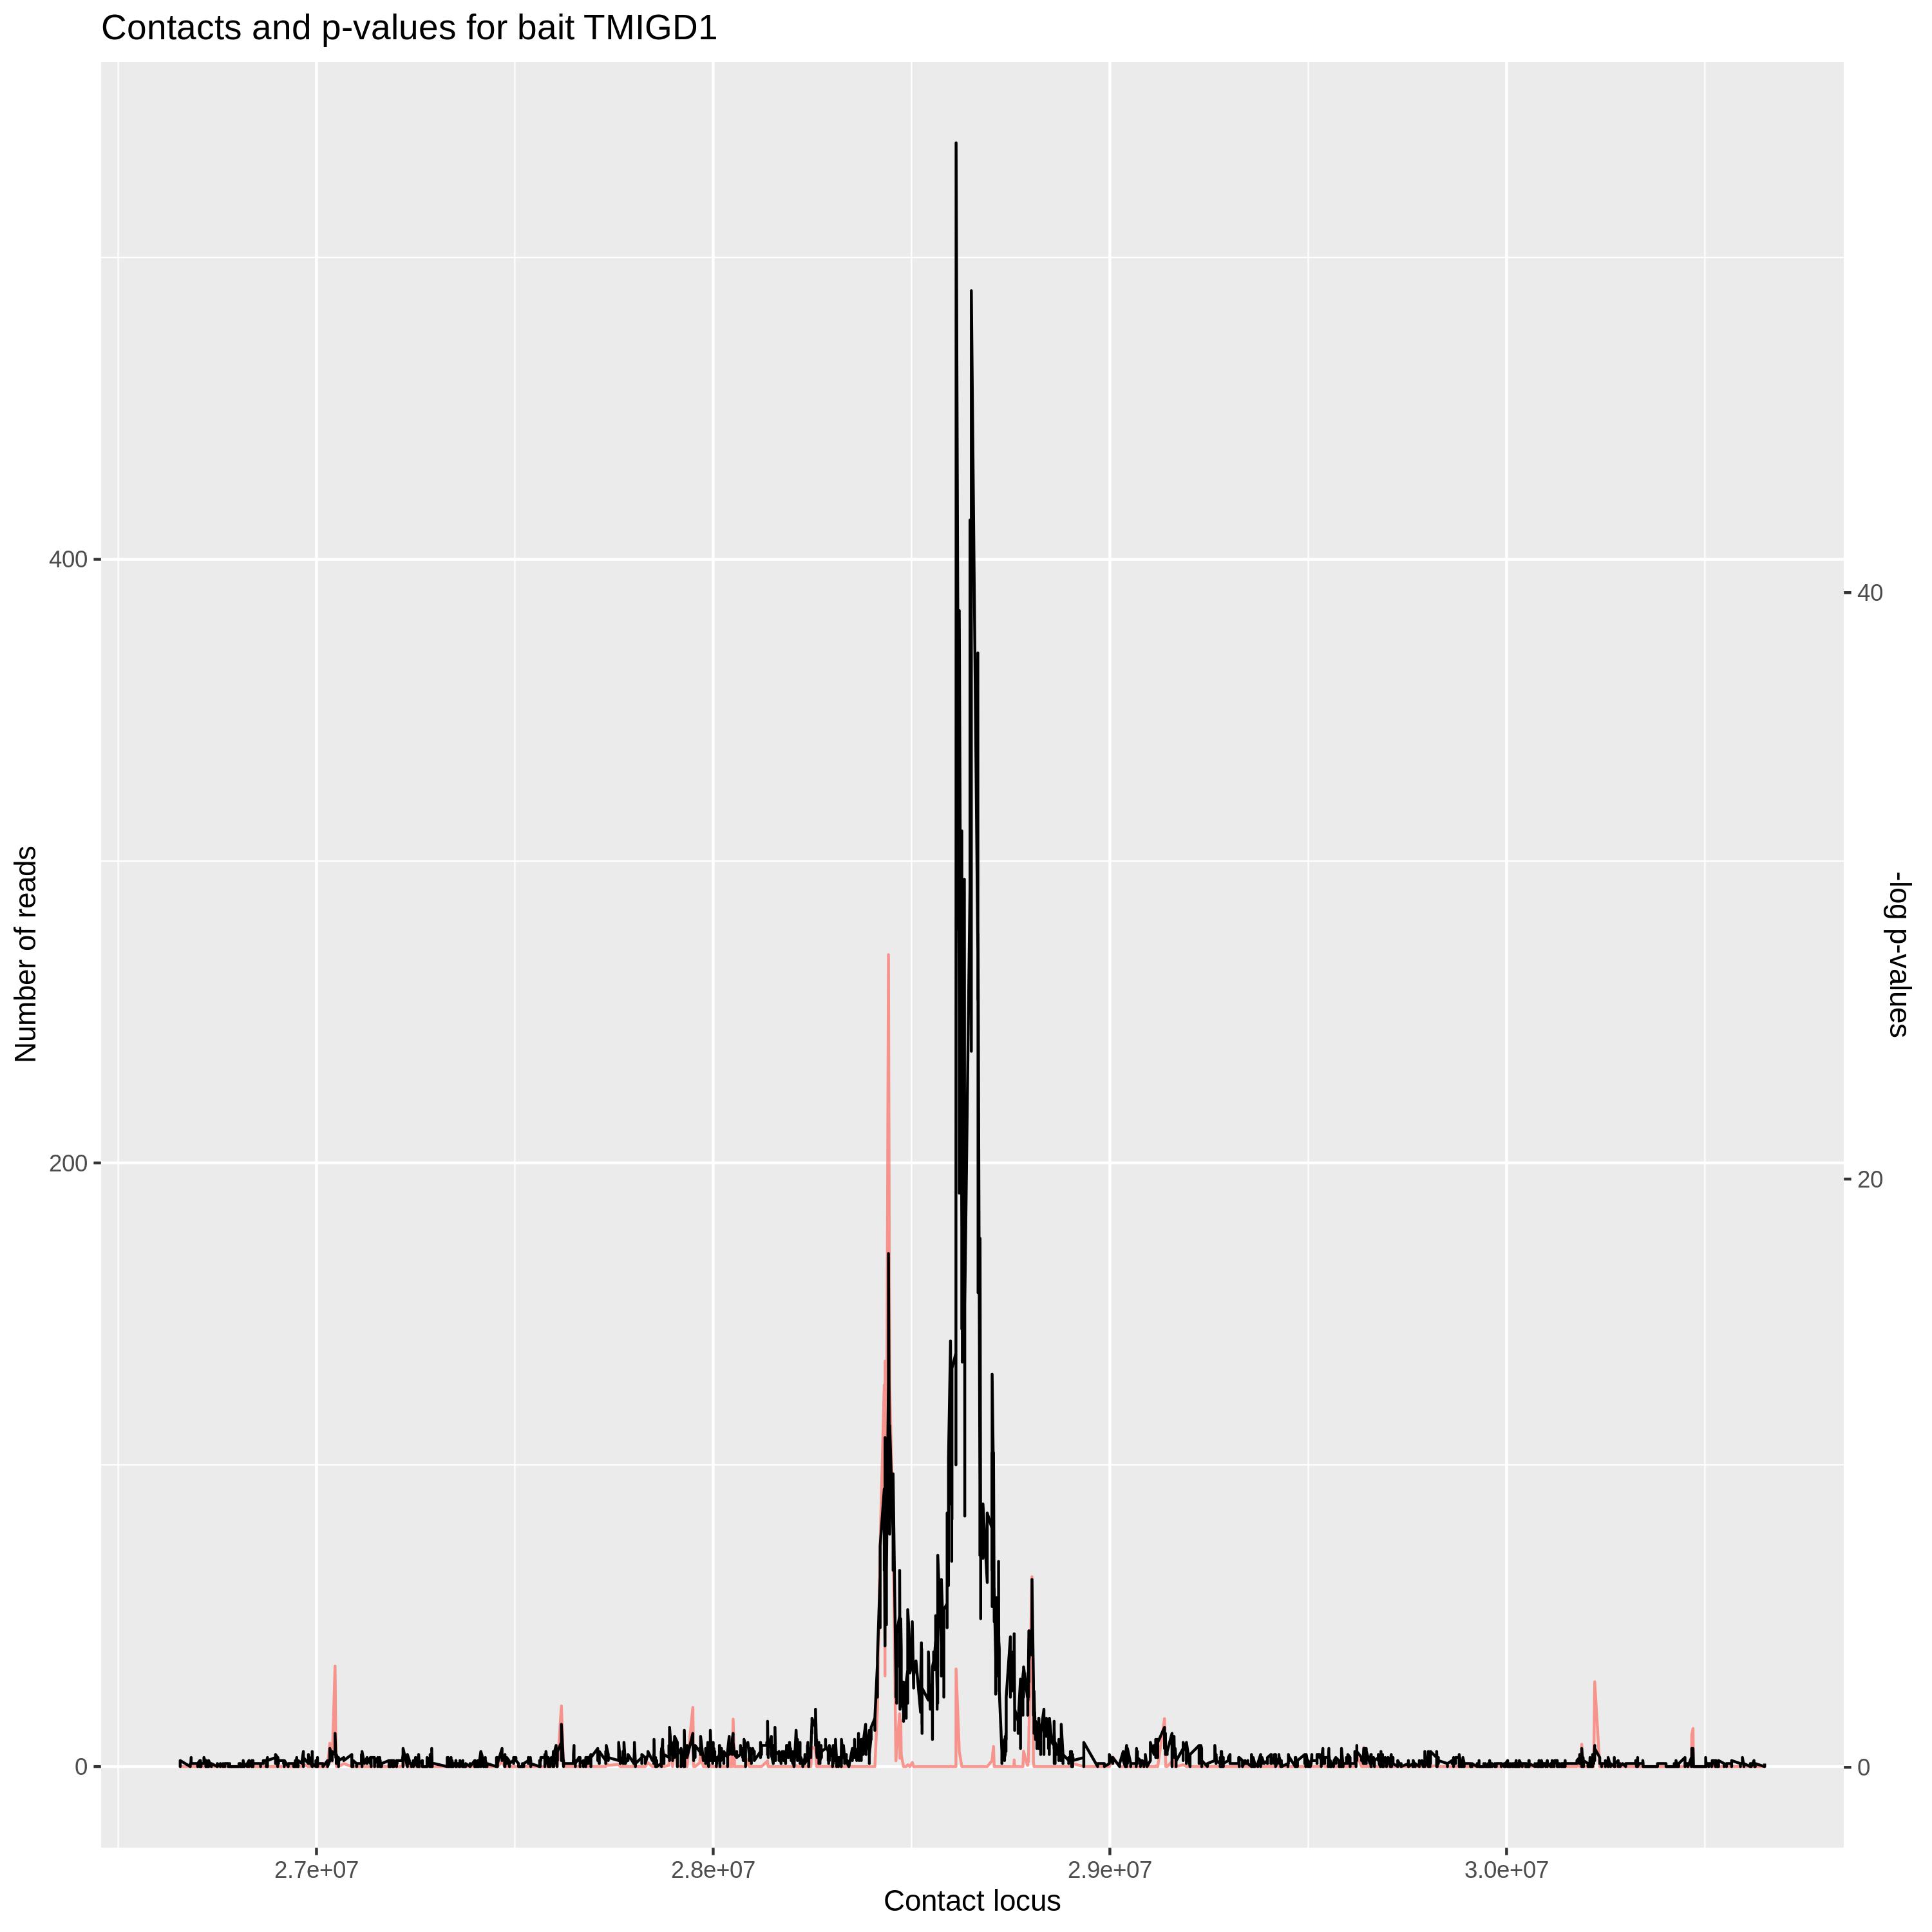 Contacts and p-values for bait TMIGD1
Number of reads
400
200
0
40
20
0
-log p-values
2.7e+07
2.8e+07
2.9e+07
3.0e+07
Contact locus